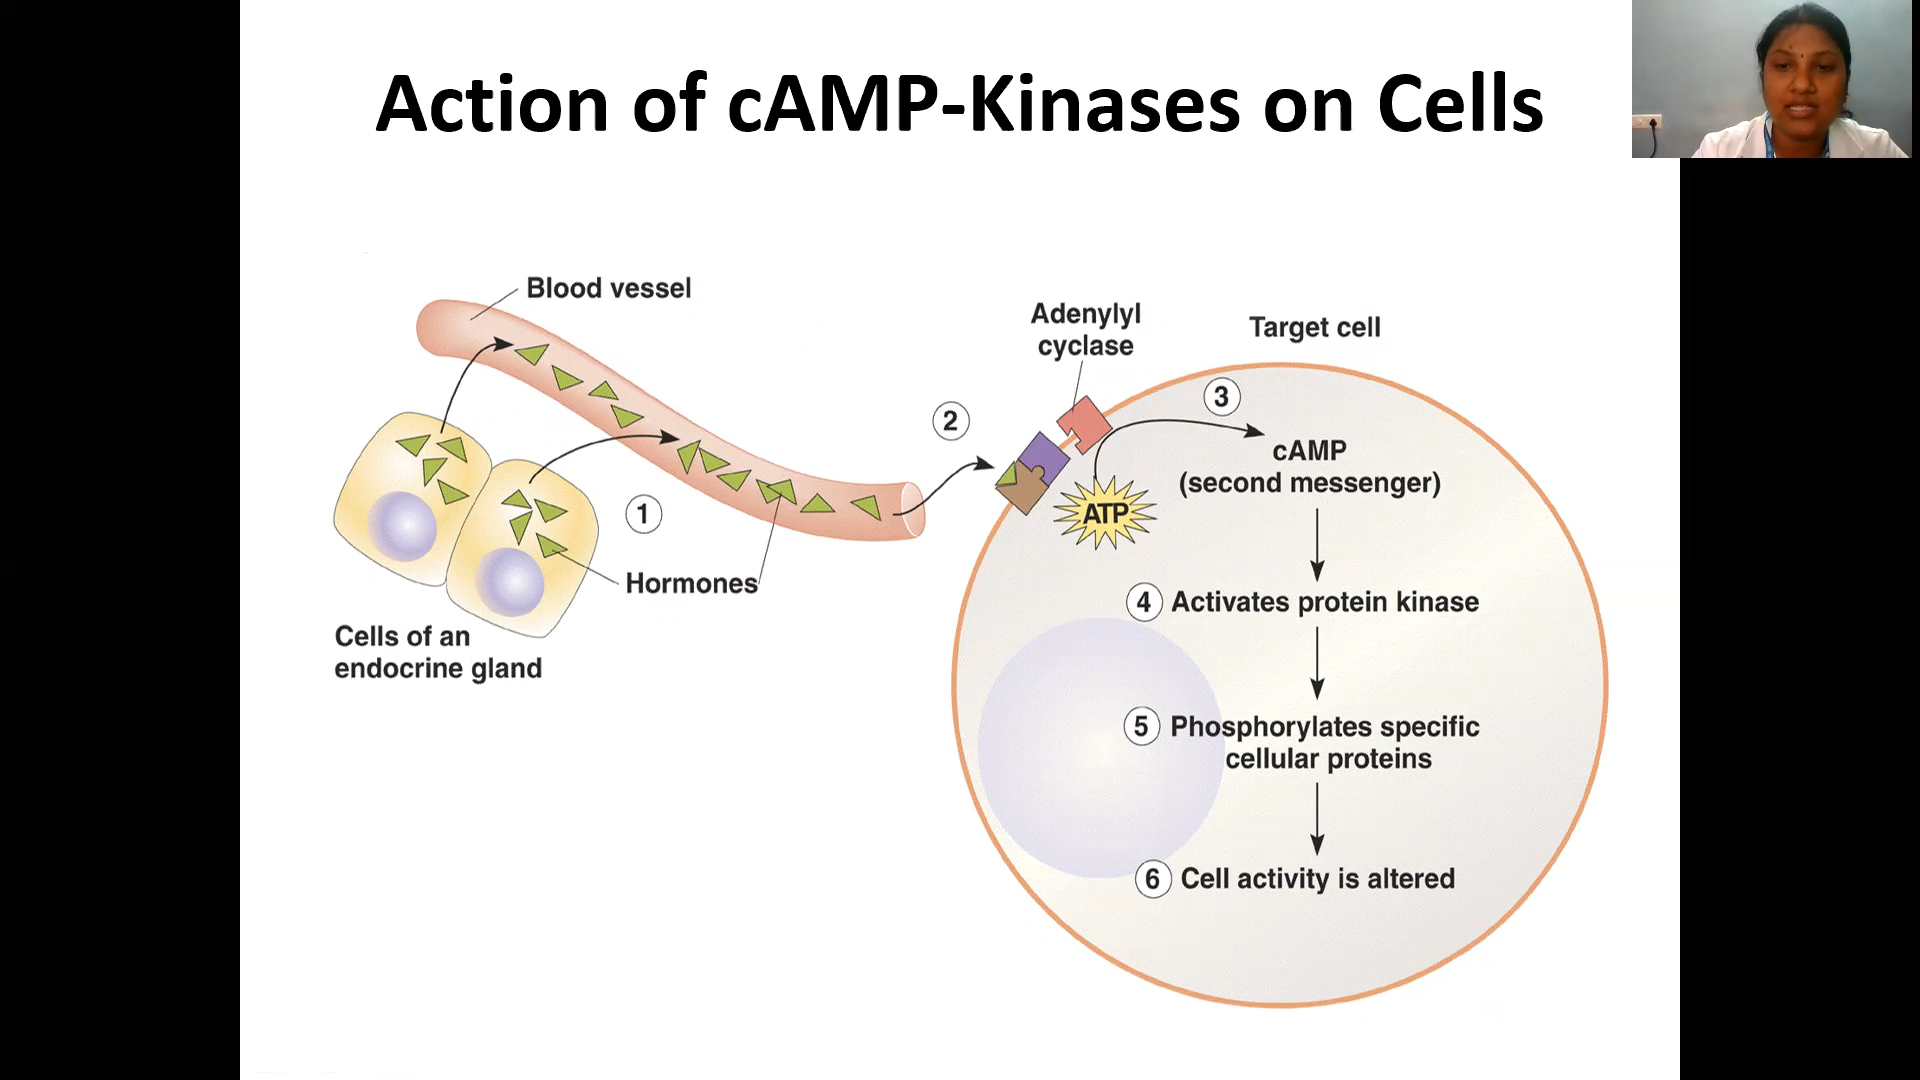 Action of cAMP-Kinases on Cells
Blood vessel
Adenylyl
cyclase
Target cell
2
3
cAMP
(second messenger)
1
ATP
Hormones
4 Activates protein kinase
Cells of an
endocrine gland
5 Phosphorylates specific
cellular proteins
6 Cell activity is altered